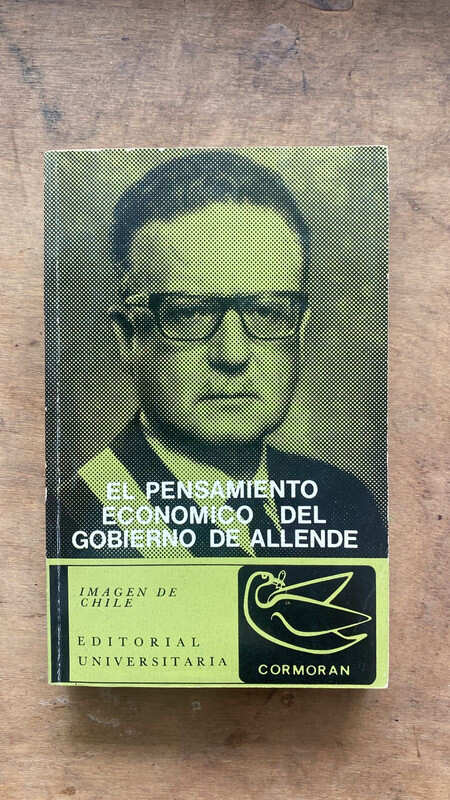 EL PENSAMIENTO
ECONOMICO DEL
GOBIERNO DE ALLENDE
IMAGEN DE
CHILE
EDITORIAL
UNIVERSITARIA
CORMORAN